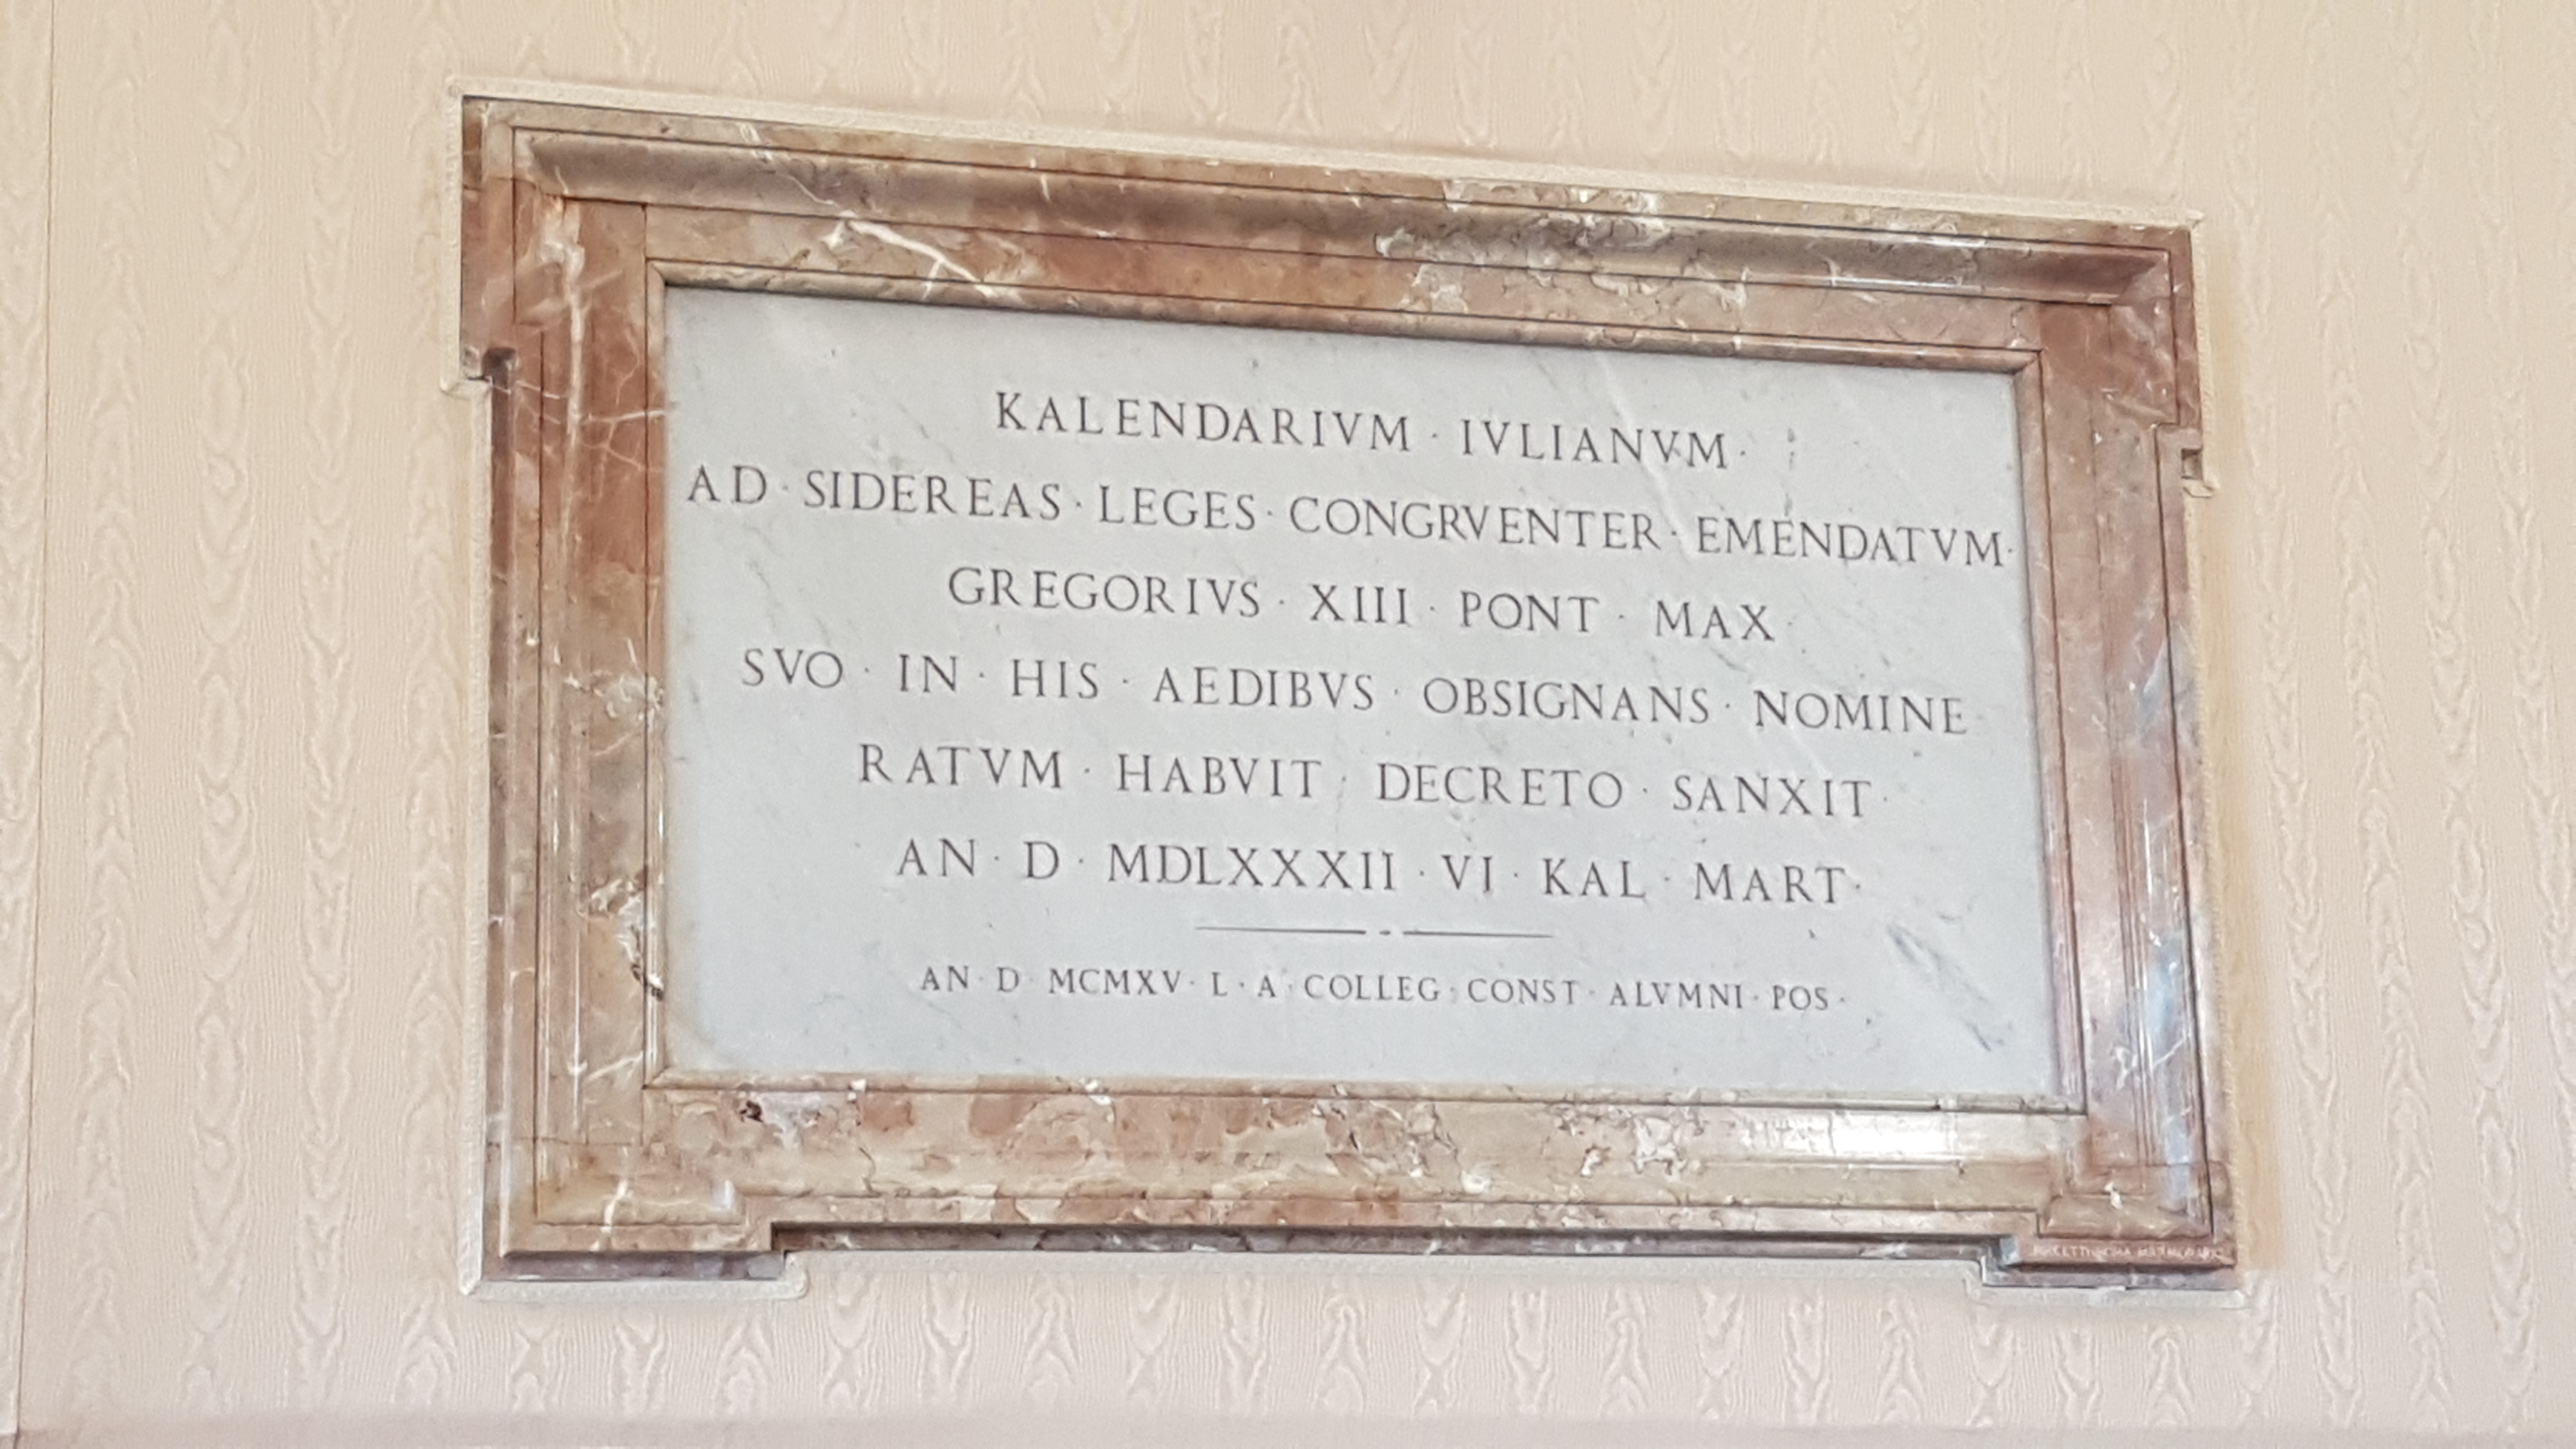 KALENDARIVM · IVLIANVM ·
AD · SIDEREAS · LEGES · CONGRVENTER · EMENDATVM ·
GREGORIVS · XIII · PONT · MAX ·
SVO · IN · HIS · AEDIBVS · OBSIGNANS · NOMINE
RATVM · HABVIT · DECRETO · SANXIT ·
AN · D · MDLXXXII · VI · KAL · MART ·
AN · D · MCMXV · L · A · COLLEG · CONST · ALVMNI · POS ·